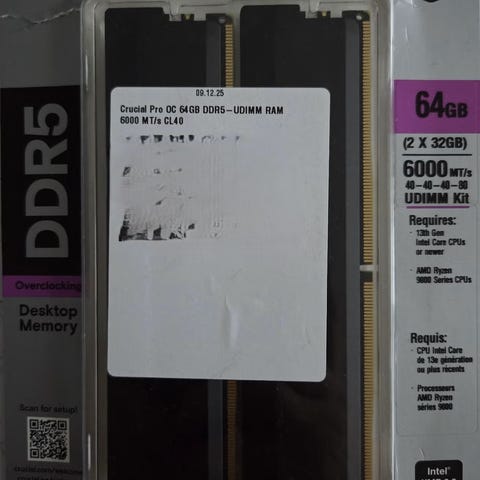 DDR5
Overclocking
Desktop
Memory
Scan for setup!
09.12.25
Crucial Pro OC 64GB DDR5-UDIMM RAM
6000 MT/s CL40
64GB
(2 X 32GB)
6000 MT/s
40-40-40-80
UDIMM Kit
Requires:
· 13th Gen
Intel Core CPUs
or newer
· AMD Ryzen
9000 Series CPUs
Requis:
· CPU Intel Core
de 13e génération
ou plus récents
· Processeurs
AMD Ryzen
séries 9000
Intel®